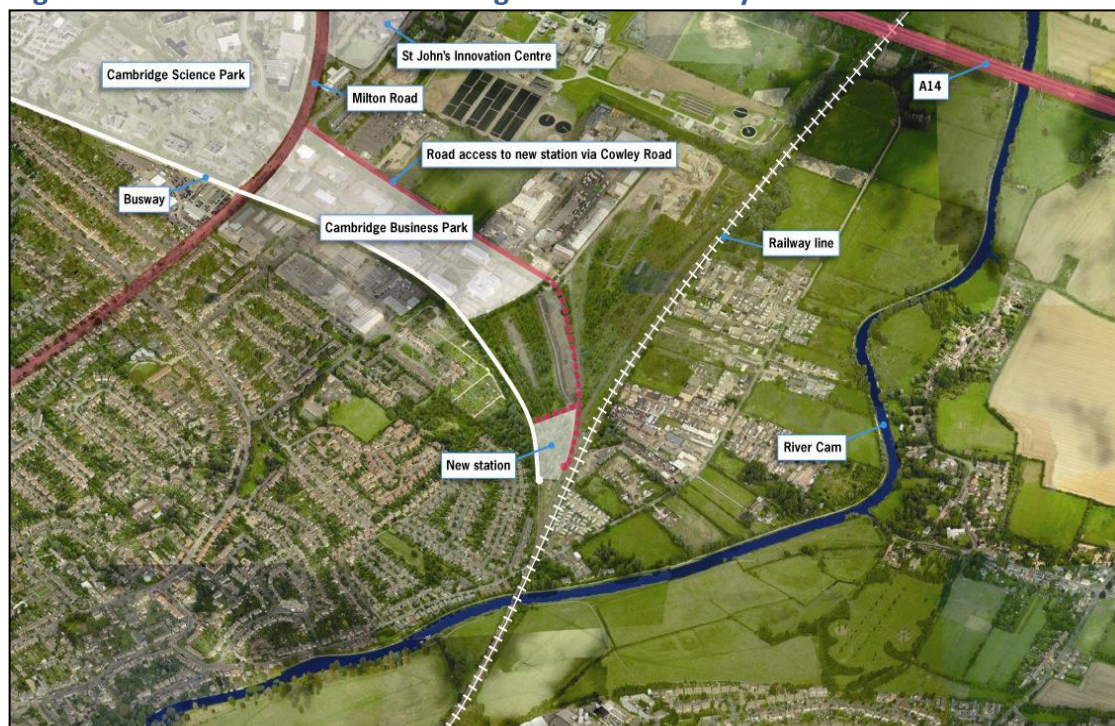 St John's Innovation Centre
Cambridge Science Park
Milton Road
A14
Road access to new station via Cowley Road
Busway
Cambridge Business Park
Railway line
River Cam
New station